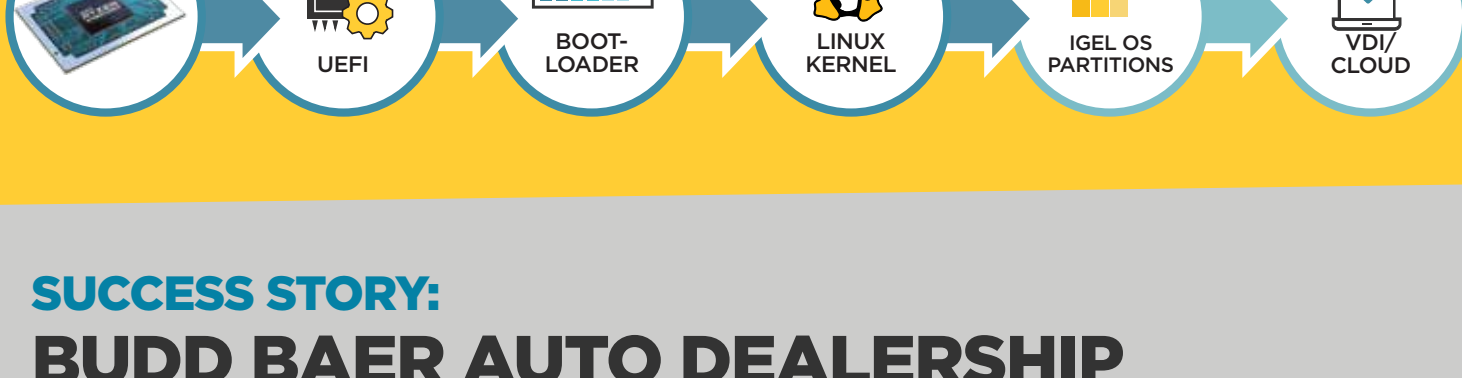 UEFI
BOOT-
LOADER
LINUX
KERNEL
IGEL OS
PARTITIONS
VDI/
CLOUD
SUCCESS STORY:
BUDD BAER AUTO DEALERSHIP